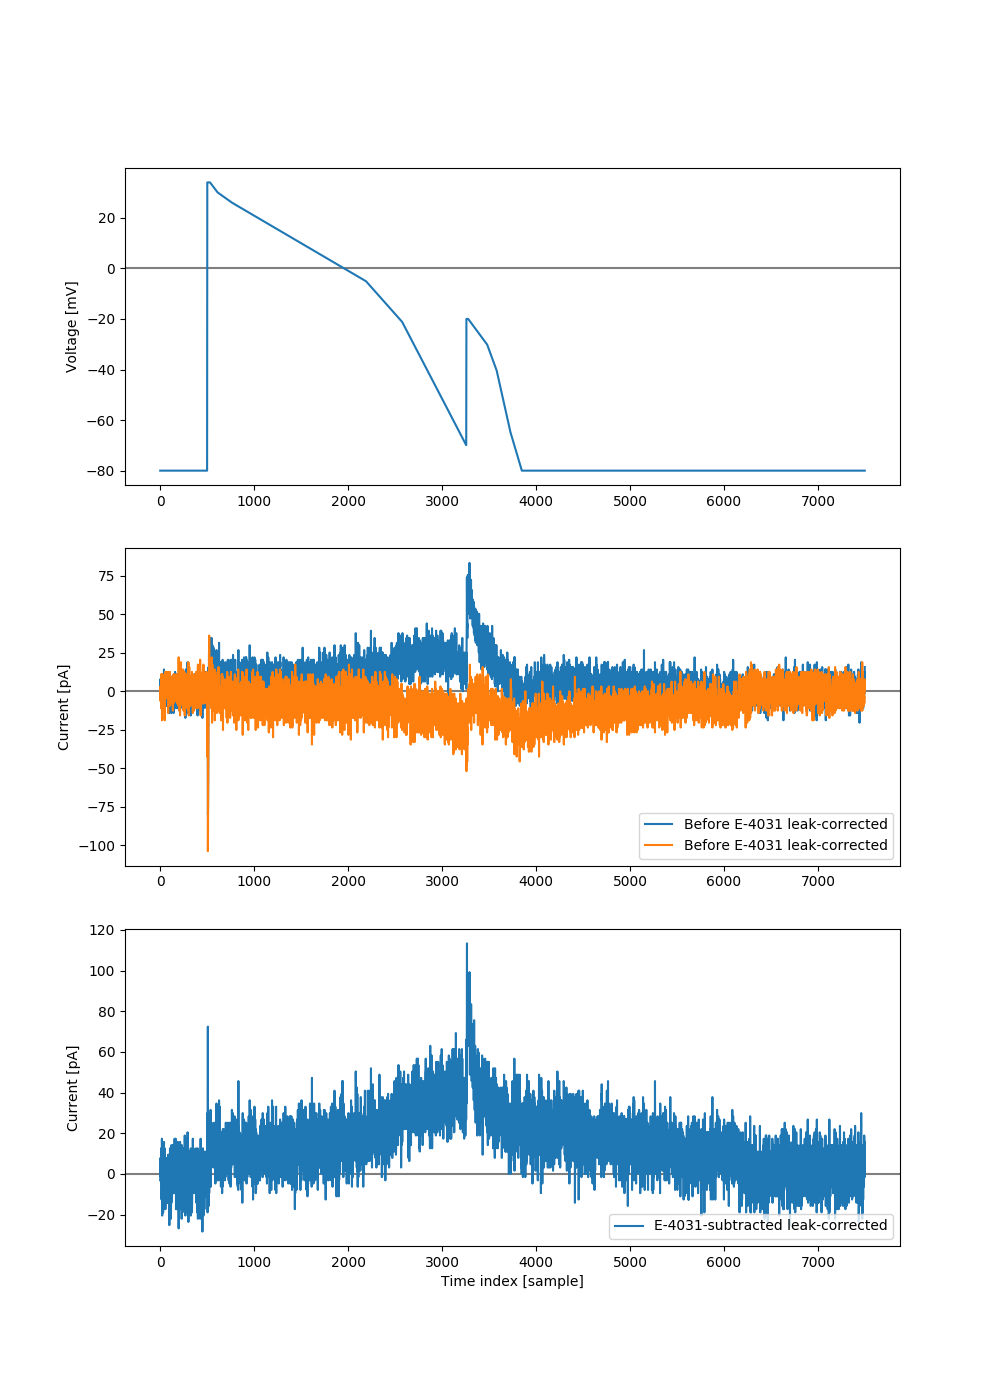 Voltage [mV]
20
0
−20
−40
−60
−80
0 1000 2000 3000 4000 5000 6000 7000
Current [pA]
75
50
25
0
−25
−50
−75
−100
Before E-4031 leak-corrected
Before E-4031 leak-corrected
0 1000 2000 3000 4000 5000 6000 7000
Current [pA]
120
100
80
60
40
20
0
−20
E-4031-subtracted leak-corrected
0 1000 2000 3000 4000 5000 6000 7000
Time index [sample]